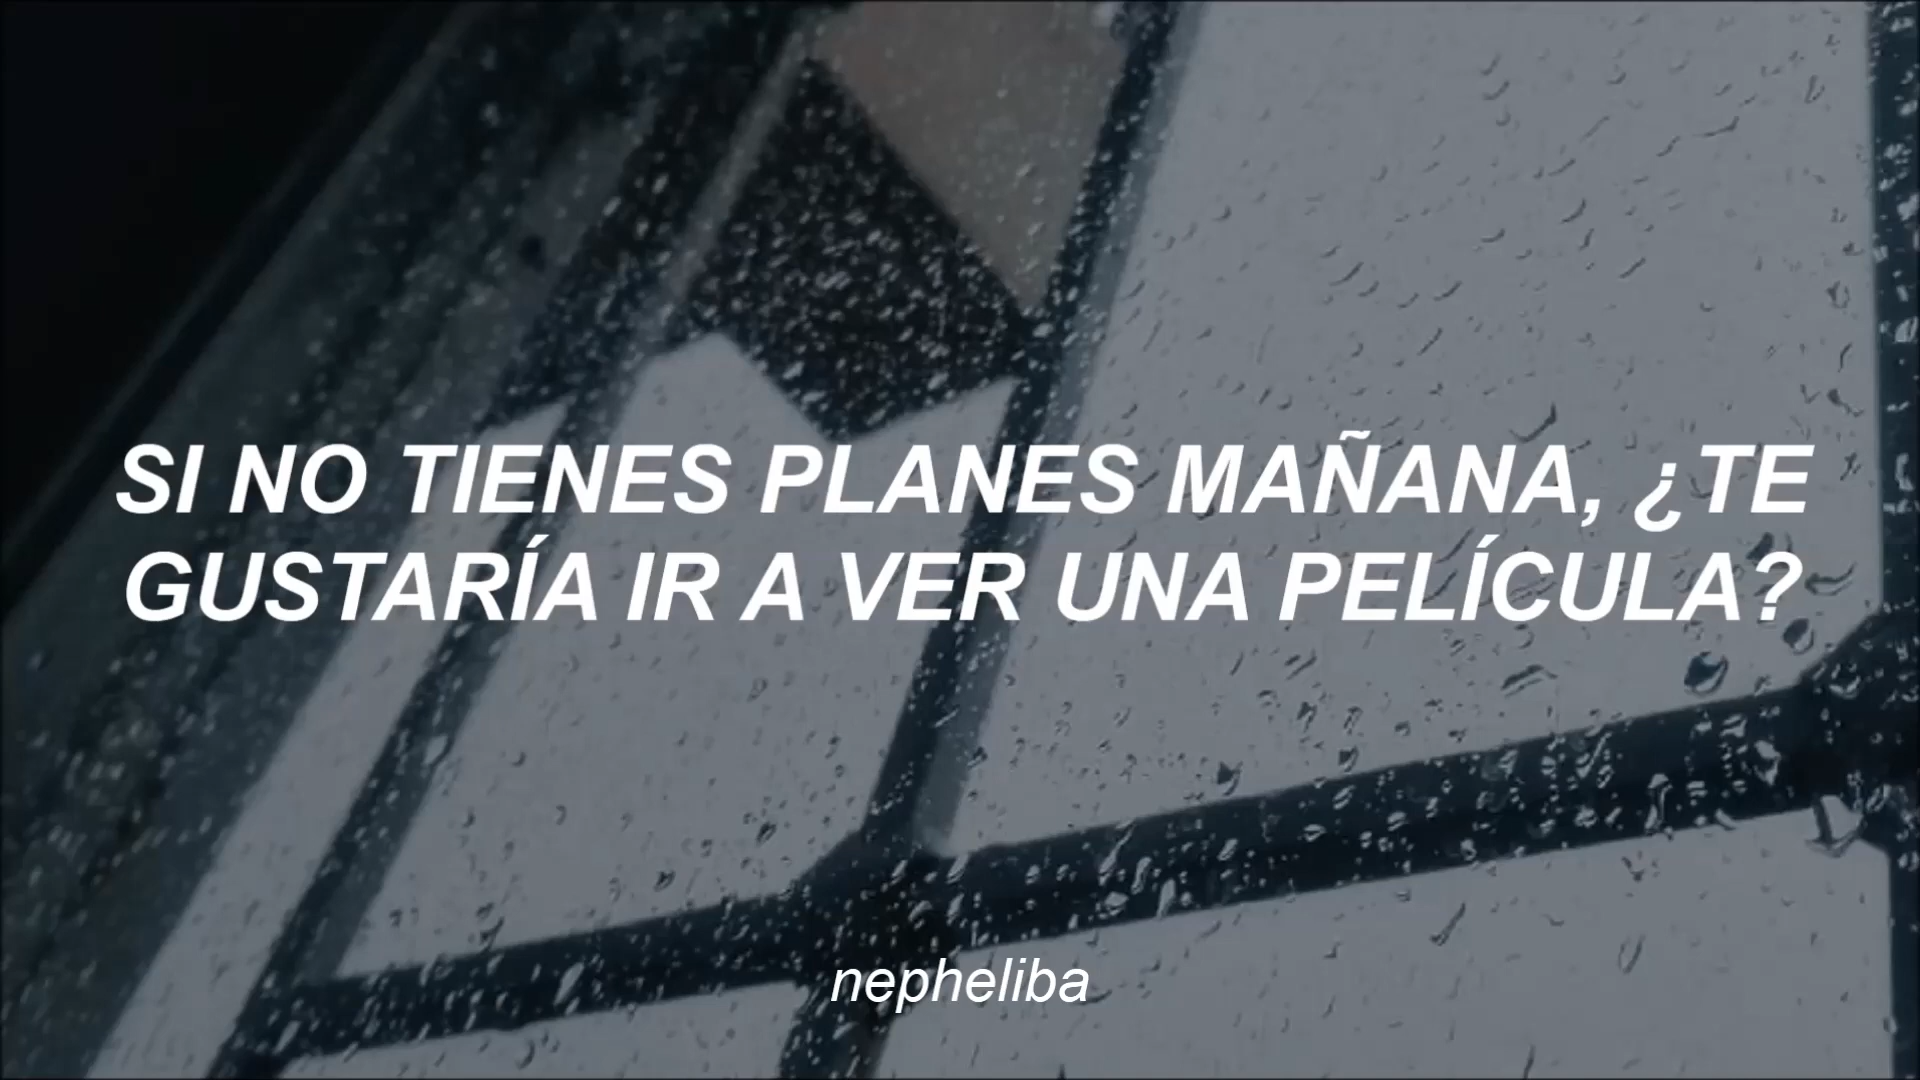 SI NO TIENES PLANES MAÑANA, ¿TE
GUSTARÍA IR A VER UNA PELÍCULA?
nepheliba